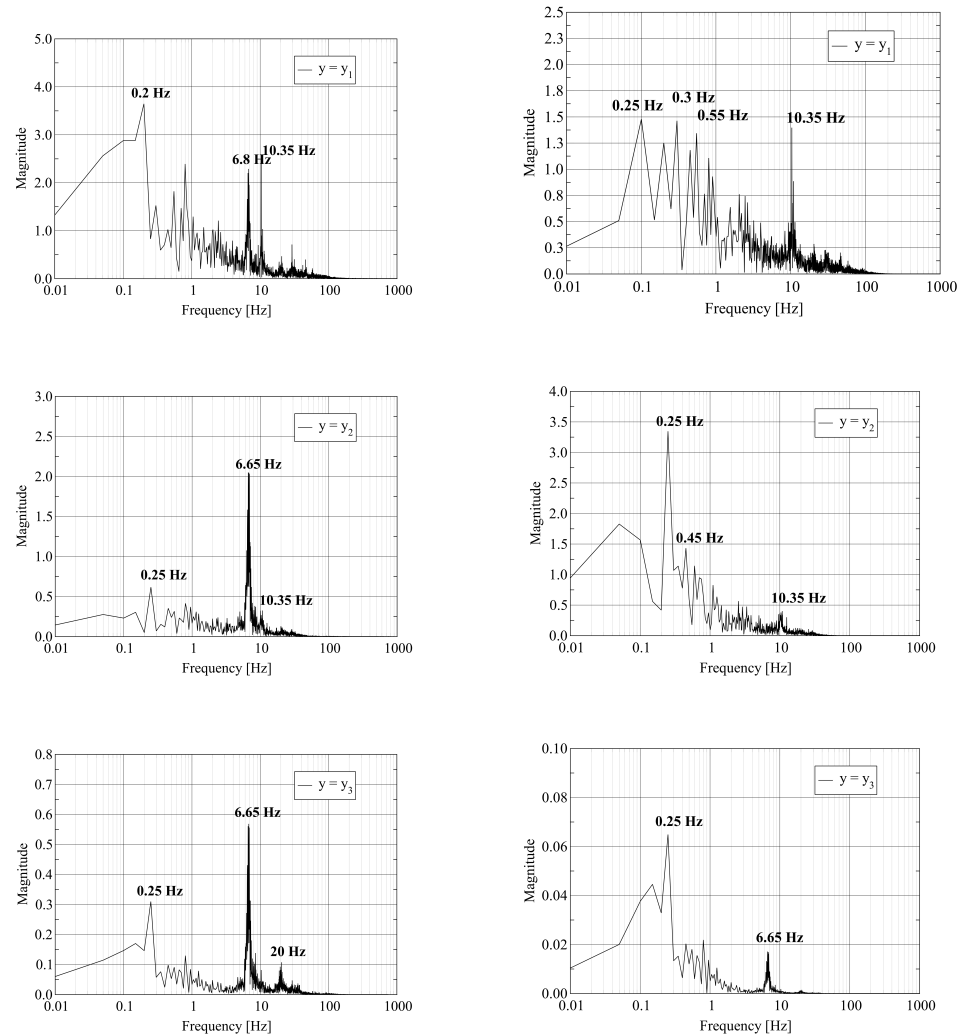 5.0
4.0
3.0
2.0
1.0
0.0
Magnitude
0.01 0.1 1 10 100 1000
Frequency [Hz]
y = y1
0.2 Hz
6.8 Hz
10.35 Hz
2.5
2.3
2.0
1.8
1.5
1.3
1.0
0.8
0.5
0.3
0.0
Magnitude
0.01 0.1 1 10 100 1000
Frequency [Hz]
y = y1
0.25 Hz
0.3 Hz
0.55 Hz
10.35 Hz
3.0
2.5
2.0
1.5
1.0
0.5
0.0
Magnitude
0.01 0.1 1 10 100 1000
Frequency [Hz]
y = y2
0.25 Hz
6.65 Hz
10.35 Hz
4.0
3.5
3.0
2.5
2.0
1.5
1.0
0.5
0.0
Magnitude
0.01 0.1 1 10 100 1000
Frequency [Hz]
y = y2
0.25 Hz
0.45 Hz
10.35 Hz
0.8
0.7
0.6
0.5
0.4
0.3
0.2
0.1
0.0
Magnitude
0.01 0.1 1 10 100 1000
Frequency [Hz]
y = y3
0.25 Hz
6.65 Hz
20 Hz
0.10
0.08
0.06
0.04
0.02
0.00
Magnitude
0.01 0.1 1 10 100 1000
Frequency [Hz]
y = y3
0.25 Hz
6.65 Hz